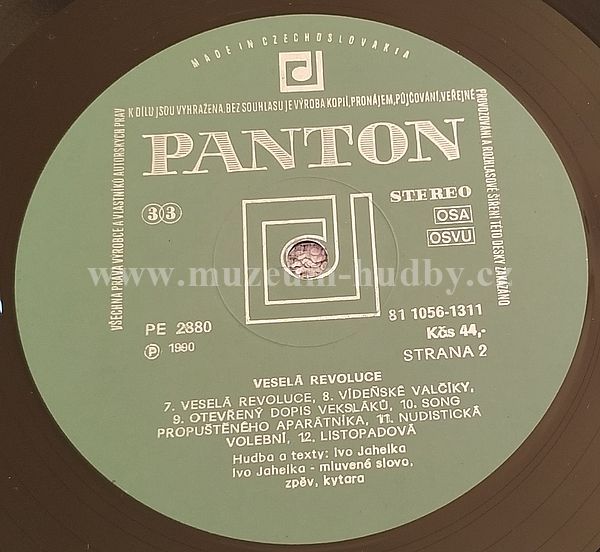 MADE IN CZECHOSLOVAKIA
VŠECHNA PRÁVA VÝROBCE A VLASTNÍKŮ AUTORSKÝCH PRÁV
K DÍLU JSOU VYHRAŽENA. BEZ SOUHLASU JE VÝROBA KOPIÍ, PRONÁJEM, PŮJČOVÁNÍ, VEŘEJNÉ
PROVOZOVÁNÍ A ROZHLASOVÉ ŠÍŘENÍ TÉTO DESKY ZAKÁZÁNO
PANTON
33
STEREO
OSA
OSVU
www.muzeum-hudby.cz
PE 2880
℗ 1990
81 1056-1311
Kčs 44,-
STRANA 2
VESELÁ REVOLUCE
7. VESELÁ REVOLUCE, 8. VÍDEŇSKÉ VALČÍKY,
9. OTEVŘENÝ DOPIS VEKSLÁKŮ, 10. SONG
PROPUŠTĚNÉHO APARÁTNÍKA, 11. NUDISTICKÁ
VOLEBNÍ, 12. LISTOPADOVÁ
Hudba a texty: Ivo Jahelka
Ivo Jahelka - mluvené slovo,
zpěv, kytara